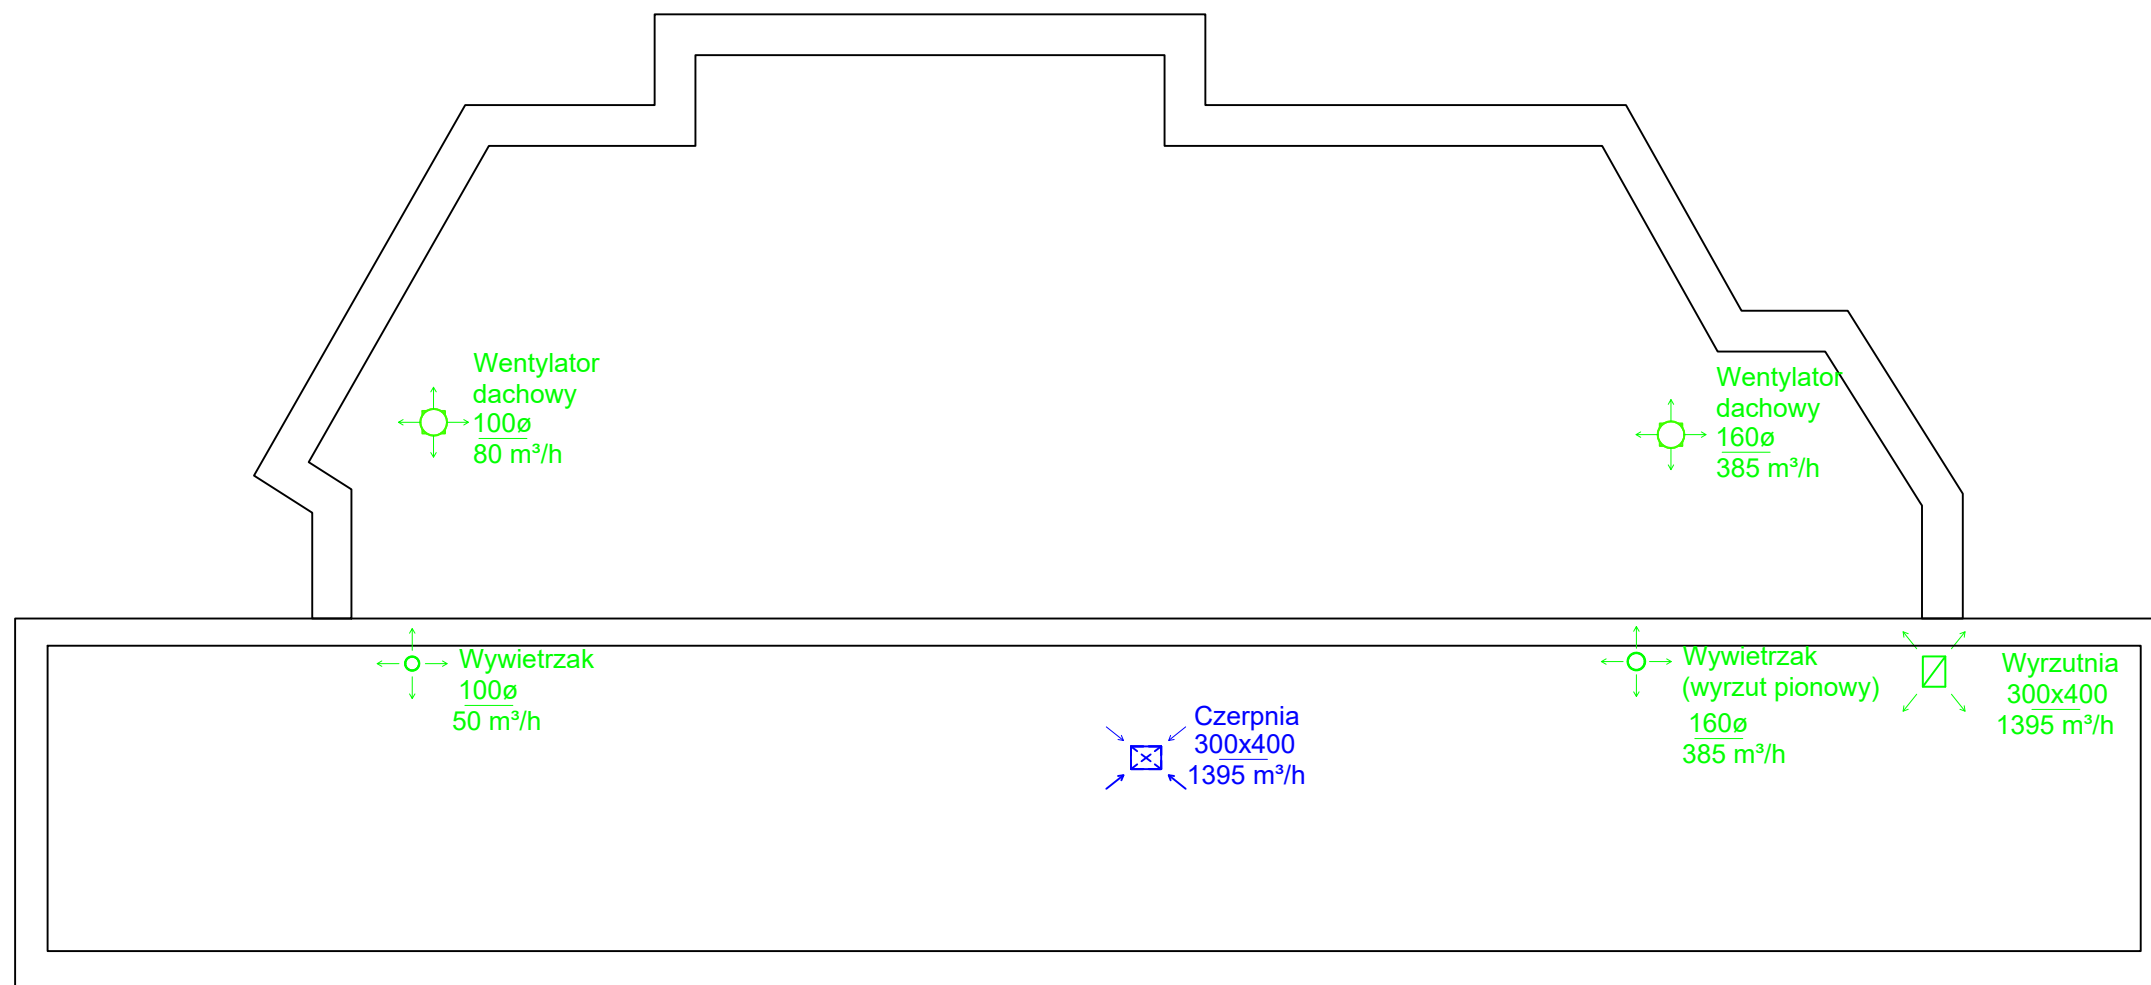 Wentylator
dachowy
100ø
80 m³/h
Wentylator
dachowy
160ø
385 m³/h
Wywietrzak
100ø
50 m³/h
Czerpnia
300x400
1395 m³/h
Wywietrzak
(wyrzut pionowy)
160ø
385 m³/h
Wyrzutnia
300x400
1395 m³/h